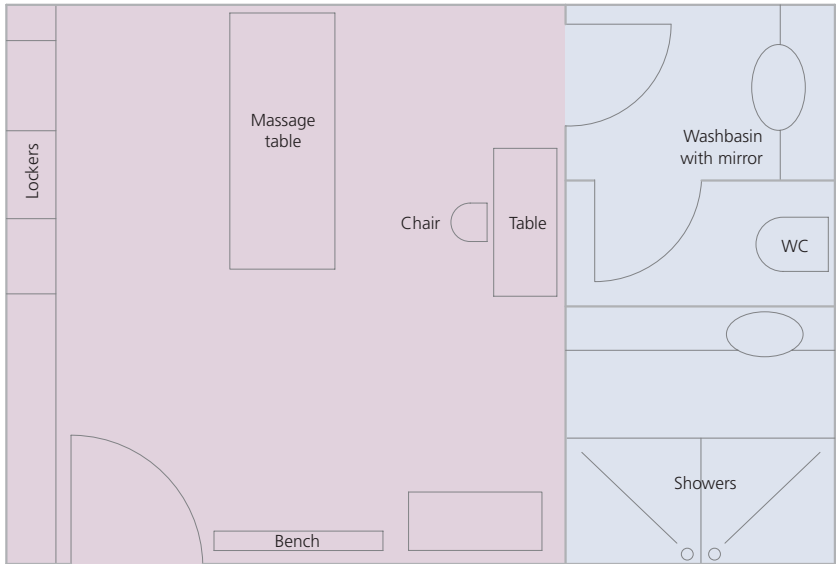 Lockers
Massage
table
Washbasin
with mirror
Chair
Table
WC
Showers
Bench